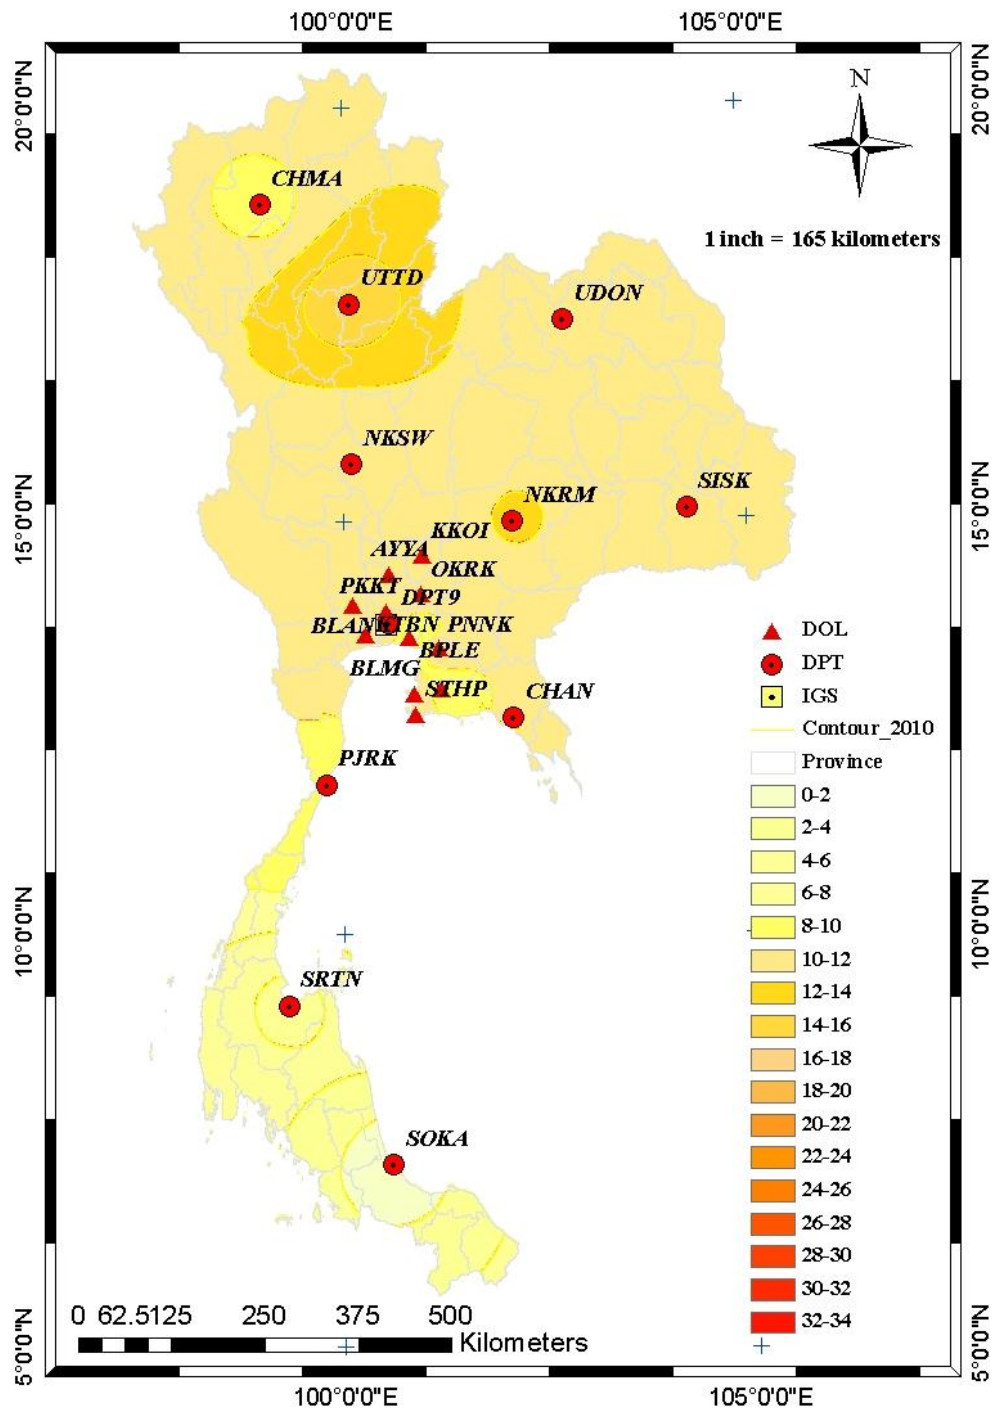 100°0'0"E 105°0'0"E
20°0'0"N 20°0'0"N
N
CHMA
1 inch = 165 kilometers
UTTD
UDON
NKSW
SISK
NKRM
15°0'0"N 15°0'0"N
KKOI
AYYA
OKRK
PKKT
DPT9
BLAN KTBN PNNK
BPLE
BLMG
STHP
CHAN
PJRK
DOL
DPT
IGS
Contour_2010
Province
0-2
2-4
4-6
6-8
8-10
10-12
12-14
14-16
16-18
18-20
20-22
22-24
24-26
26-28
28-30
30-32
32-34
10°0'0"N 10°0'0"N
SRTN
SOKA
0 62.5125 250 375 500
Kilometers
5°0'0"N 5°0'0"N
100°0'0"E 105°0'0"E